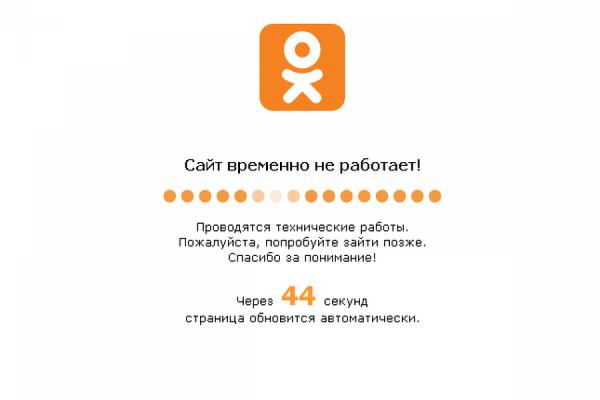 Сайт временно не работает!
Проводятся технические работы.
Пожалуйста, попробуйте зайти позже.
Спасибо за понимание!
Через 44 секунд
страница обновится автоматически.